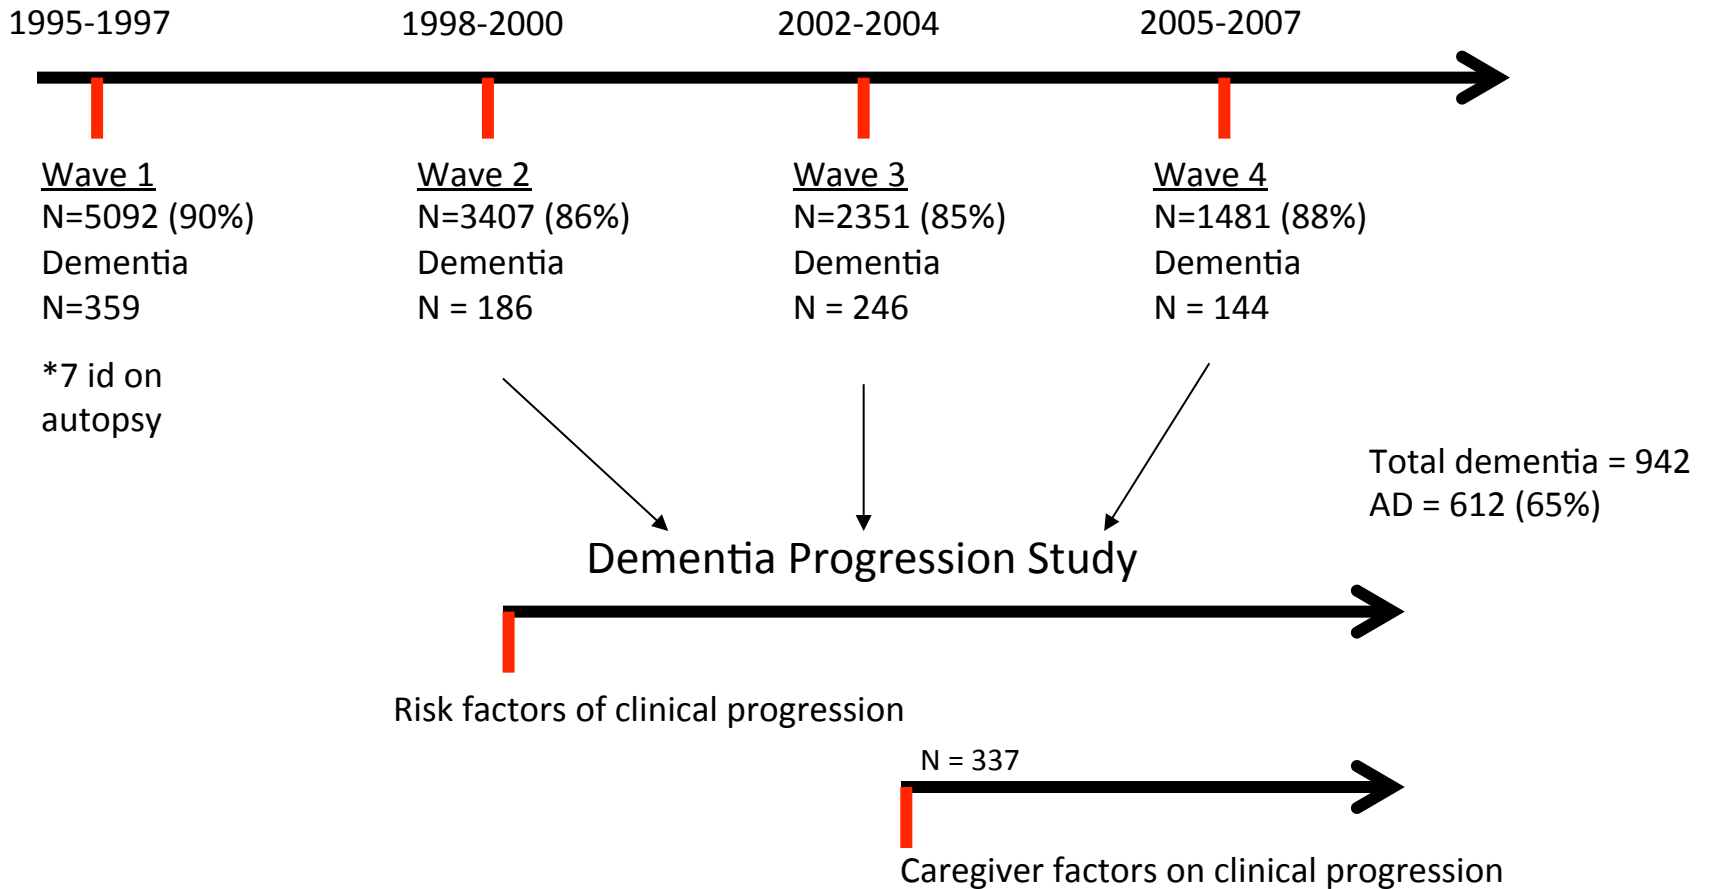 1995-1997
1998-2000
2002-2004
2005-2007
Wave 1
N=5092 (90%)
Dementia
N=359
*7 id on
autopsy
Wave 2
N=3407 (86%)
Dementia
N = 186
Wave 3
N=2351 (85%)
Dementia
N = 246
Wave 4
N=1481 (88%)
Dementia
N = 144
Total dementia = 942
AD = 612 (65%)
Dementia Progression Study
Risk factors of clinical progression
N = 337
Caregiver factors on clinical progression